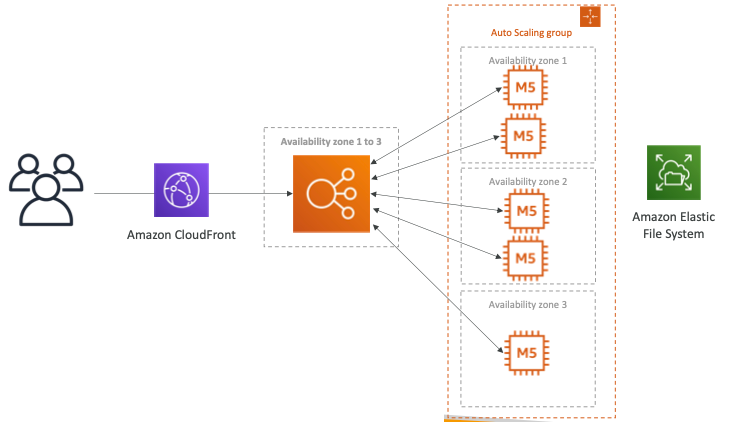 Auto Scaling group
Availability zone 1
M5
M5
Availability zone 1 to 3
Availability zone 2
M5
M5
Amazon CloudFront
Amazon Elastic
File System
Availability zone 3
M5